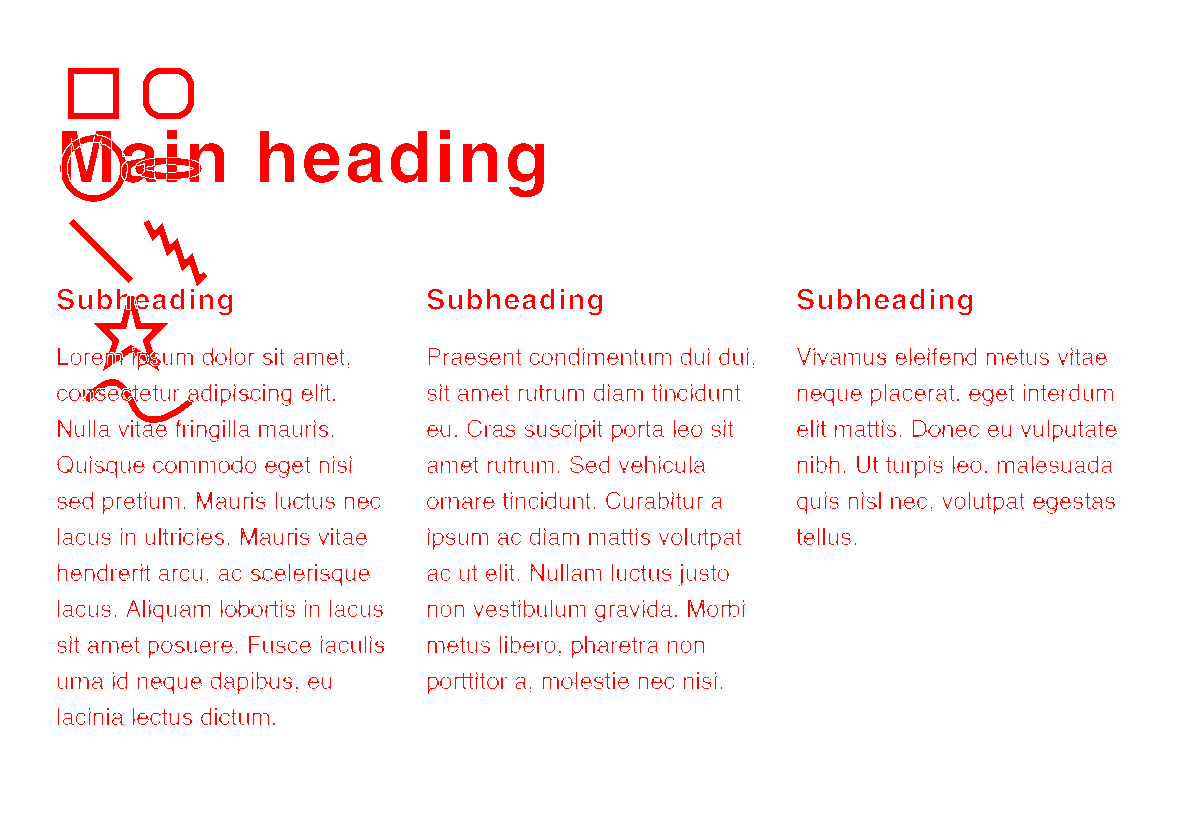 Main heading
Subheading
Lorem ipsum dolor sit amet,
consectetur adipiscing elit.
Nulla vitae fringilla mauris.
Quisque commodo eget nisi
sed pretium. Mauris luctus nec
lacus in ultricies. Mauris vitae
hendrerit arcu, ac scelerisque
lacus. Aliquam lobortis in lacus
sit amet posuere. Fusce iaculis
urna id neque dapibus, eu
lacinia lectus dictum.
Subheading
Praesent condimentum dui dui,
sit amet rutrum diam tincidunt
eu. Cras suscipit porta leo sit
amet rutrum. Sed vehicula
ornare tincidunt. Curabitur a
ipsum ac diam mattis volutpat
ac ut elit. Nullam luctus justo
non vestibulum gravida. Morbi
metus libero, pharetra non
porttitor a, molestie nec nisi.
Subheading
Vivamus eleifend metus vitae
neque placerat, eget interdum
elit mattis. Donec eu vulputate
nibh. Ut turpis leo, malesuada
quis nisl nec, volutpat egestas
tellus.